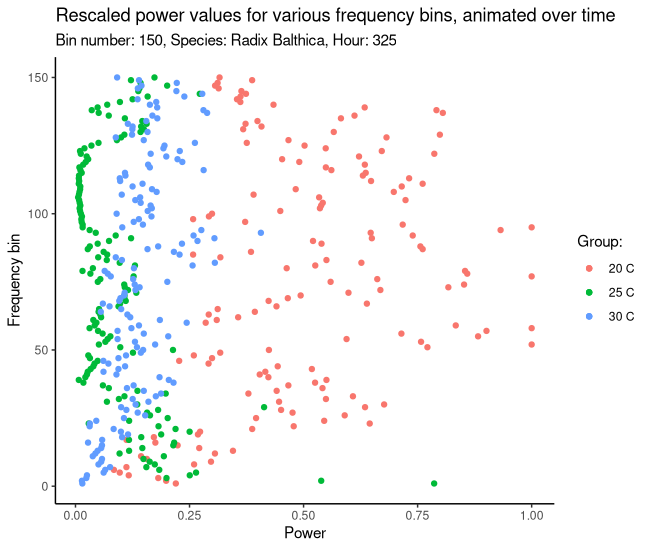 Rescaled power values for various frequency bins, animated over time
Bin number: 150, Species: Radix Balthica, Hour: 325
150
100
50
0
Frequency bin
0.00 0.25 0.50 0.75 1.00
Power
Group:
20 C
25 C
30 C